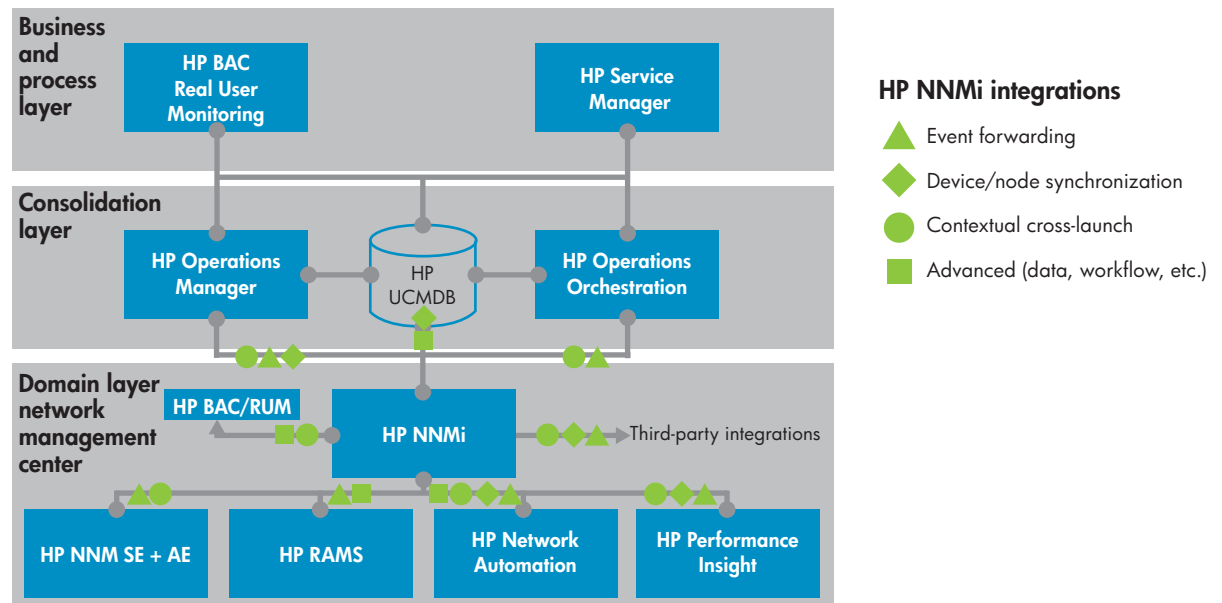 Business
and
process
layer
HP BAC
Real User
Monitoring
HP Service
Manager
Consolidation
layer
HP Operations
Manager
HP
UCMDB
HP Operations
Orchestration
Domain layer
network
management
center
HP BAC/RUM
HP NNMi
Third-party integrations
HP NNM SE + AE
HP RAMS
HP Network
Automation
HP Performance
Insight
HP NNMi integrations
Event forwarding
Device/node synchronization
Contextual cross-launch
Advanced (data, workflow, etc.)